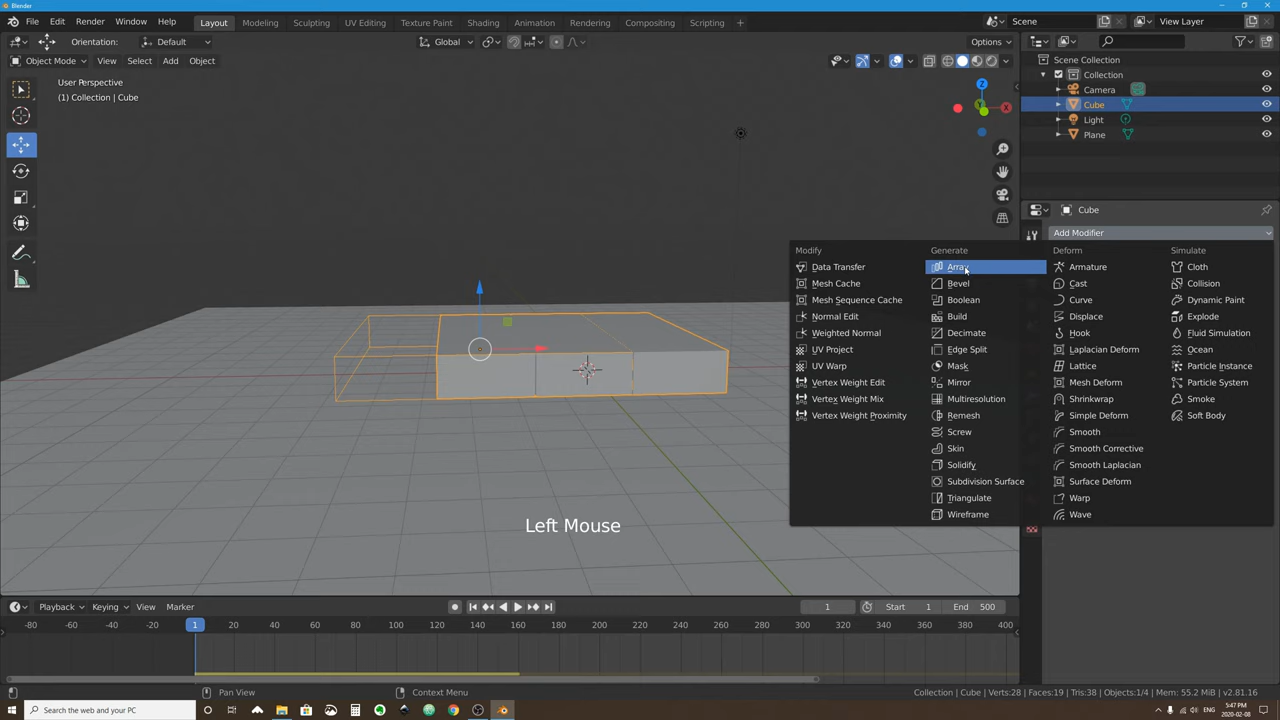 Blender
File Edit Render Window Help Layout Modeling Sculpting UV Editing Texture Paint Shading Animation Rendering Compositing Scripting + Scene View Layer
Orientation: Default Global Options
Object Mode View Select Add Object
User Perspective
(1) Collection | Cube
Z
X
Scene Collection
Collection
Camera
Cube
Light
Plane
Cube
Add Modifier
Modify Generate Deform Simulate
Data Transfer Array Armature Cloth
Mesh Cache Bevel Cast Collision
Mesh Sequence Cache Boolean Curve Dynamic Paint
Normal Edit Build Displace Explode
Weighted Normal Decimate Hook Fluid Simulation
UV Project Edge Split Laplacian Deform Ocean
UV Warp Mask Lattice Particle Instance
Vertex Weight Edit Mirror Mesh Deform Particle System
Vertex Weight Mix Multiresolution Shrinkwrap Smoke
Vertex Weight Proximity Remesh Simple Deform Soft Body
Screw Smooth
Skin Smooth Corrective
Solidify Smooth Laplacian
Subdivision Surface Surface Deform
Triangulate Warp
Wireframe Wave
Left Mouse
Playback Keying View Marker 1 Start 1 End 500
-80 -60 -40 -20 1 20 40 60 80 100 120 140 160 180 200 220 240 260 280 300 320 340 360 380 400
Pan View Context Menu Collection | Cube | Verts:28 | Faces:19 | Tris:38 | Objects:1/4 | Mem: 55.2 MiB | v2.81.16
Search the web and your PC ENG 5:47 PM
2020-02-08